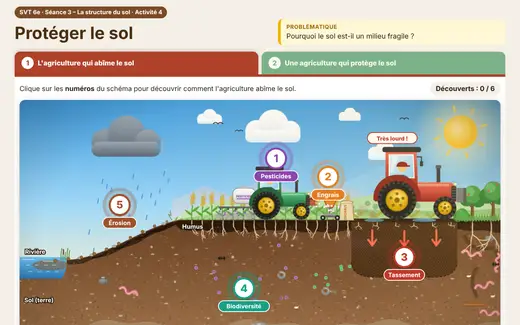 SVT 6e · Séance 3 – La structure du sol · Activité 4
Protéger le sol
PROBLÉMATIQUE
Pourquoi le sol est-il un milieu fragile ?
1 L'agriculture qui abîme le sol
2 Une agriculture qui protège le sol
Clique sur les numéros du schéma pour découvrir comment l'agriculture abîme le sol.
Découverts : 0 / 6
Très lourd !
1
Pesticides
2
Engrais
5
Érosion
Humus
Rivière
3
Tassement
4
Biodiversité
Sol (terre)